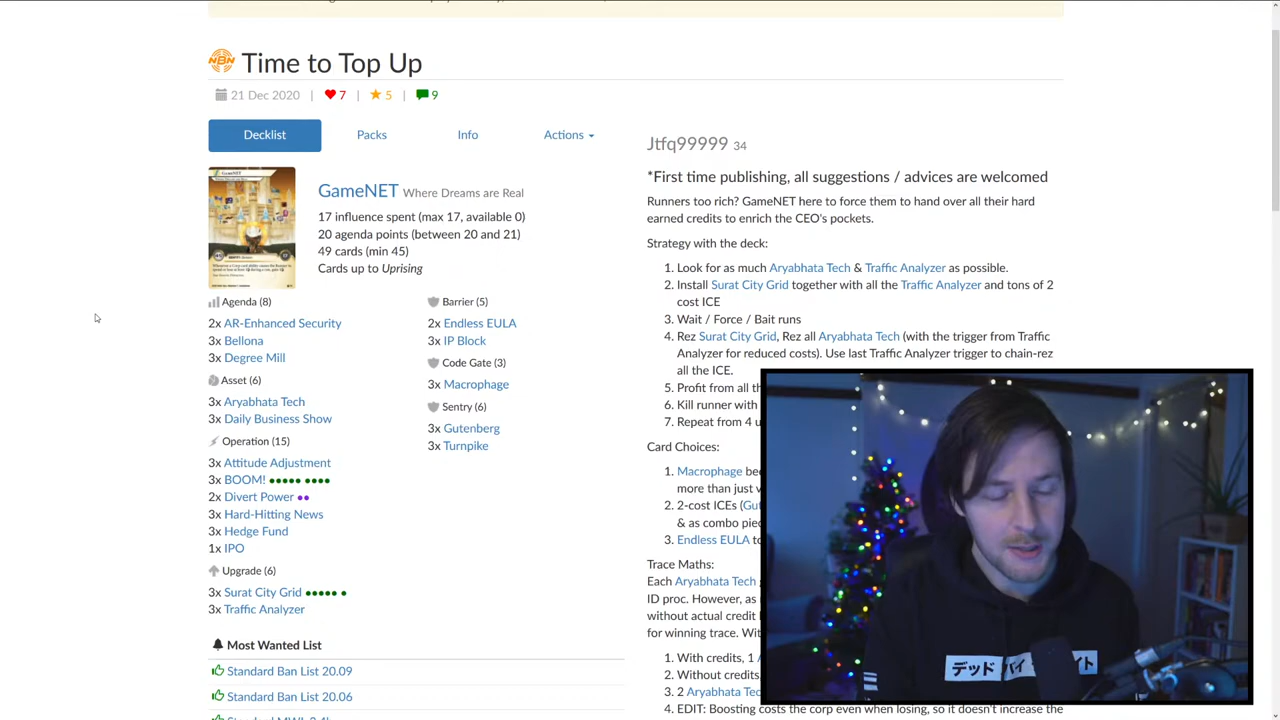 NBN Time to Top Up
21 Dec 2020 | 7 | 5 | 9
Decklist Packs Info Actions
GameNET Where Dreams are Real
17 influence spent (max 17, available 0)
20 agenda points (between 20 and 21)
49 cards (min 45)
Cards up to Uprising
Agenda (8)
2x AR-Enhanced Security
3x Bellona
3x Degree Mill
Asset (6)
3x Aryabhata Tech
3x Daily Business Show
Operation (15)
3x Attitude Adjustment
3x BOOM! ●●●●● ●●●●
2x Divert Power ●●
3x Hard-Hitting News
3x Hedge Fund
1x IPO
Upgrade (6)
3x Surat City Grid ●●●●● ●
3x Traffic Analyzer
Barrier (5)
2x Endless EULA
3x IP Block
Code Gate (3)
3x Macrophage
Sentry (6)
3x Gutenberg
3x Turnpike
Most Wanted List
Standard Ban List 20.09
Standard Ban List 20.06
Jtfq99999 34
*First time publishing, all suggestions / advices are welcomed
Runners too rich? GameNET here to force them to hand over all their hard
earned credits to enrich the CEO's pockets.
Strategy with the deck:
1. Look for as much Aryabhata Tech & Traffic Analyzer as possible.
2. Install Surat City Grid together with all the Traffic Analyzer and tons of 2
cost ICE
3. Wait / Force / Bait runs
4. Rez Surat City Grid, Rez all Aryabhata Tech (with the trigger from Traffic
Analyzer for reduced costs). Use last Traffic Analyzer trigger to chain-rez
all the ICE.
5. Profit from all th
6. Kill runner with
7. Repeat from 4 u
Card Choices:
1. Macrophage be
more than just v
2. 2-cost ICEs (Gu
& as combo piec
3. Endless EULA to
Trace Maths:
Each Aryabhata Tech
ID proc. However, as
without actual credit
for winning trace. Wit
1. With credits, 1
2. Without credits
3. 2 Aryabhata Tec
4. EDIT: Boosting costs the corp even when losing, so it doesn't increase the
デッド バイ イト